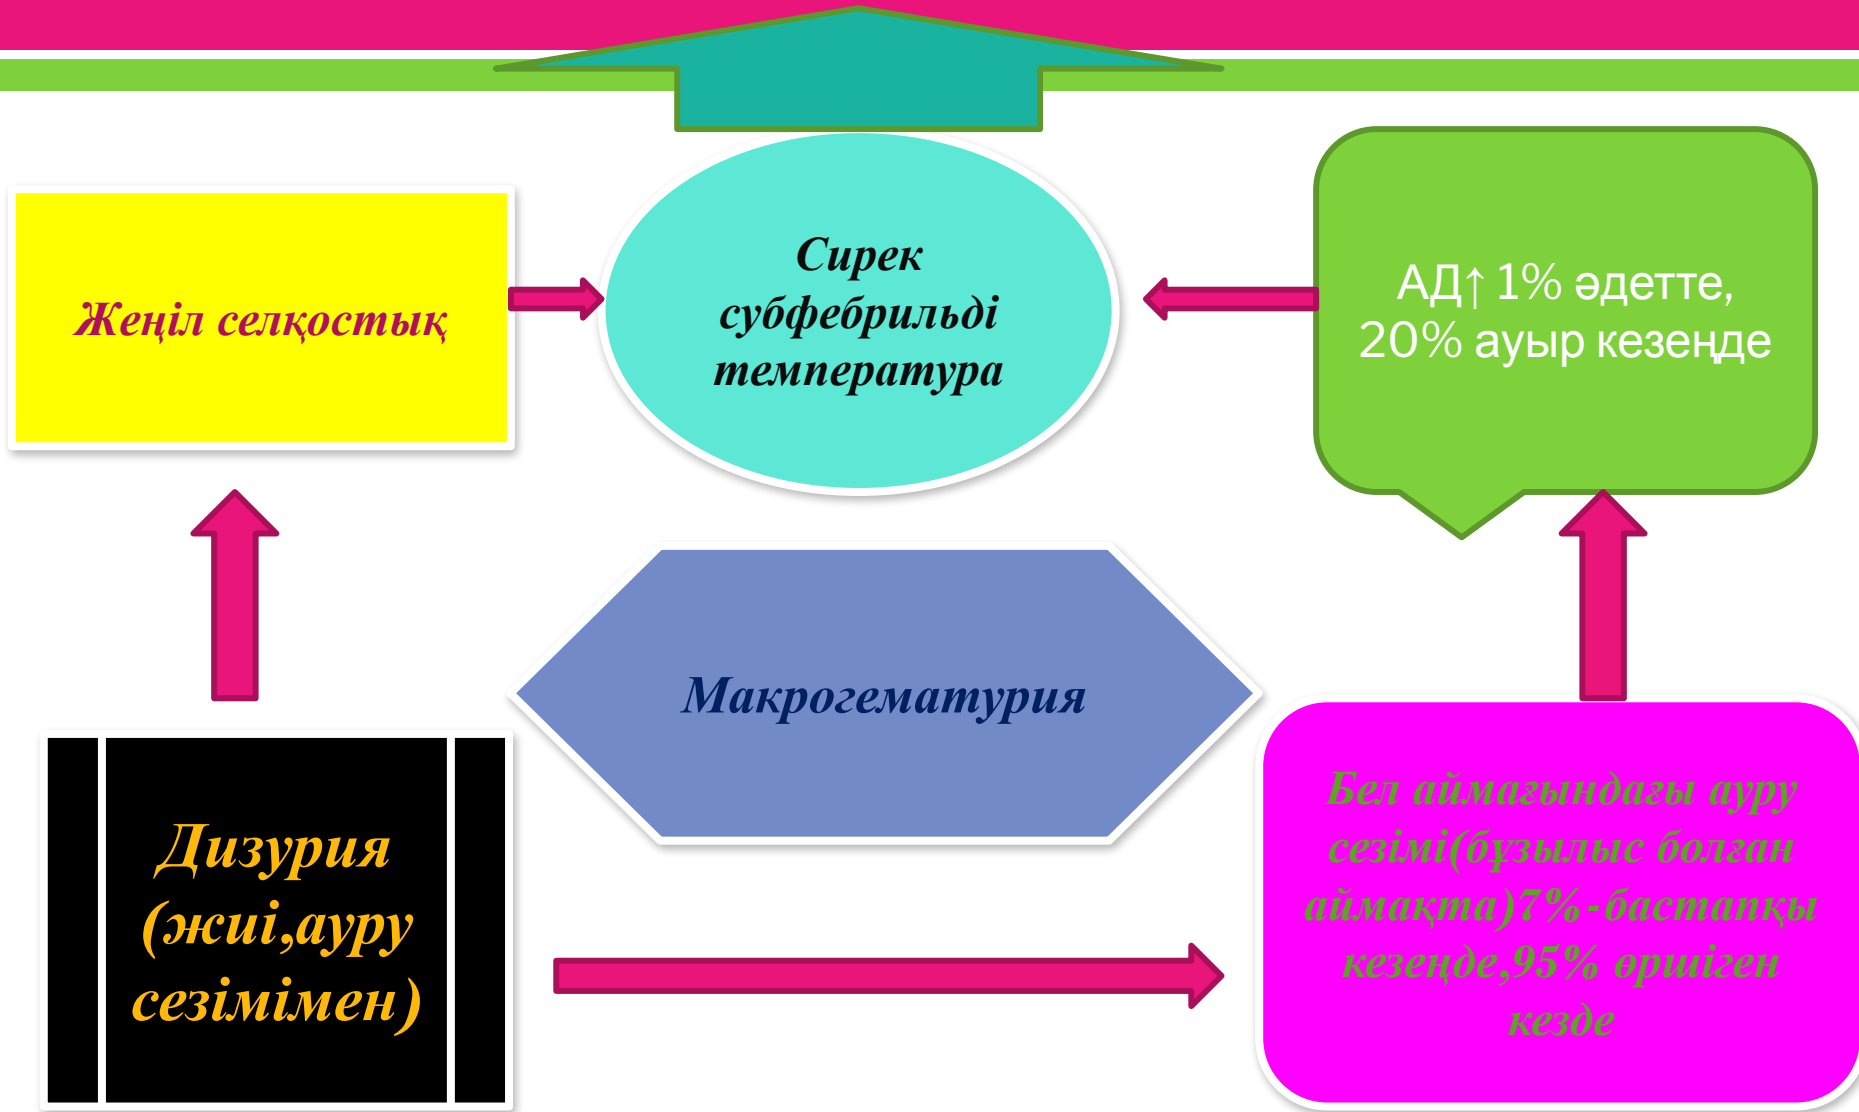 Жеңіл селқостық
Сирек
субфебрильді
температура
АД↑ 1% әдетте,
20% ауыр кезеңде
Макрогематурия
Дизурия
(жиі,ауру
сезімімен)
Бел аймағындағы ауру
сезімі(бұзылыс болған
аймақта)7%-бастапқы
кезеңде,95% өршіген
кезде